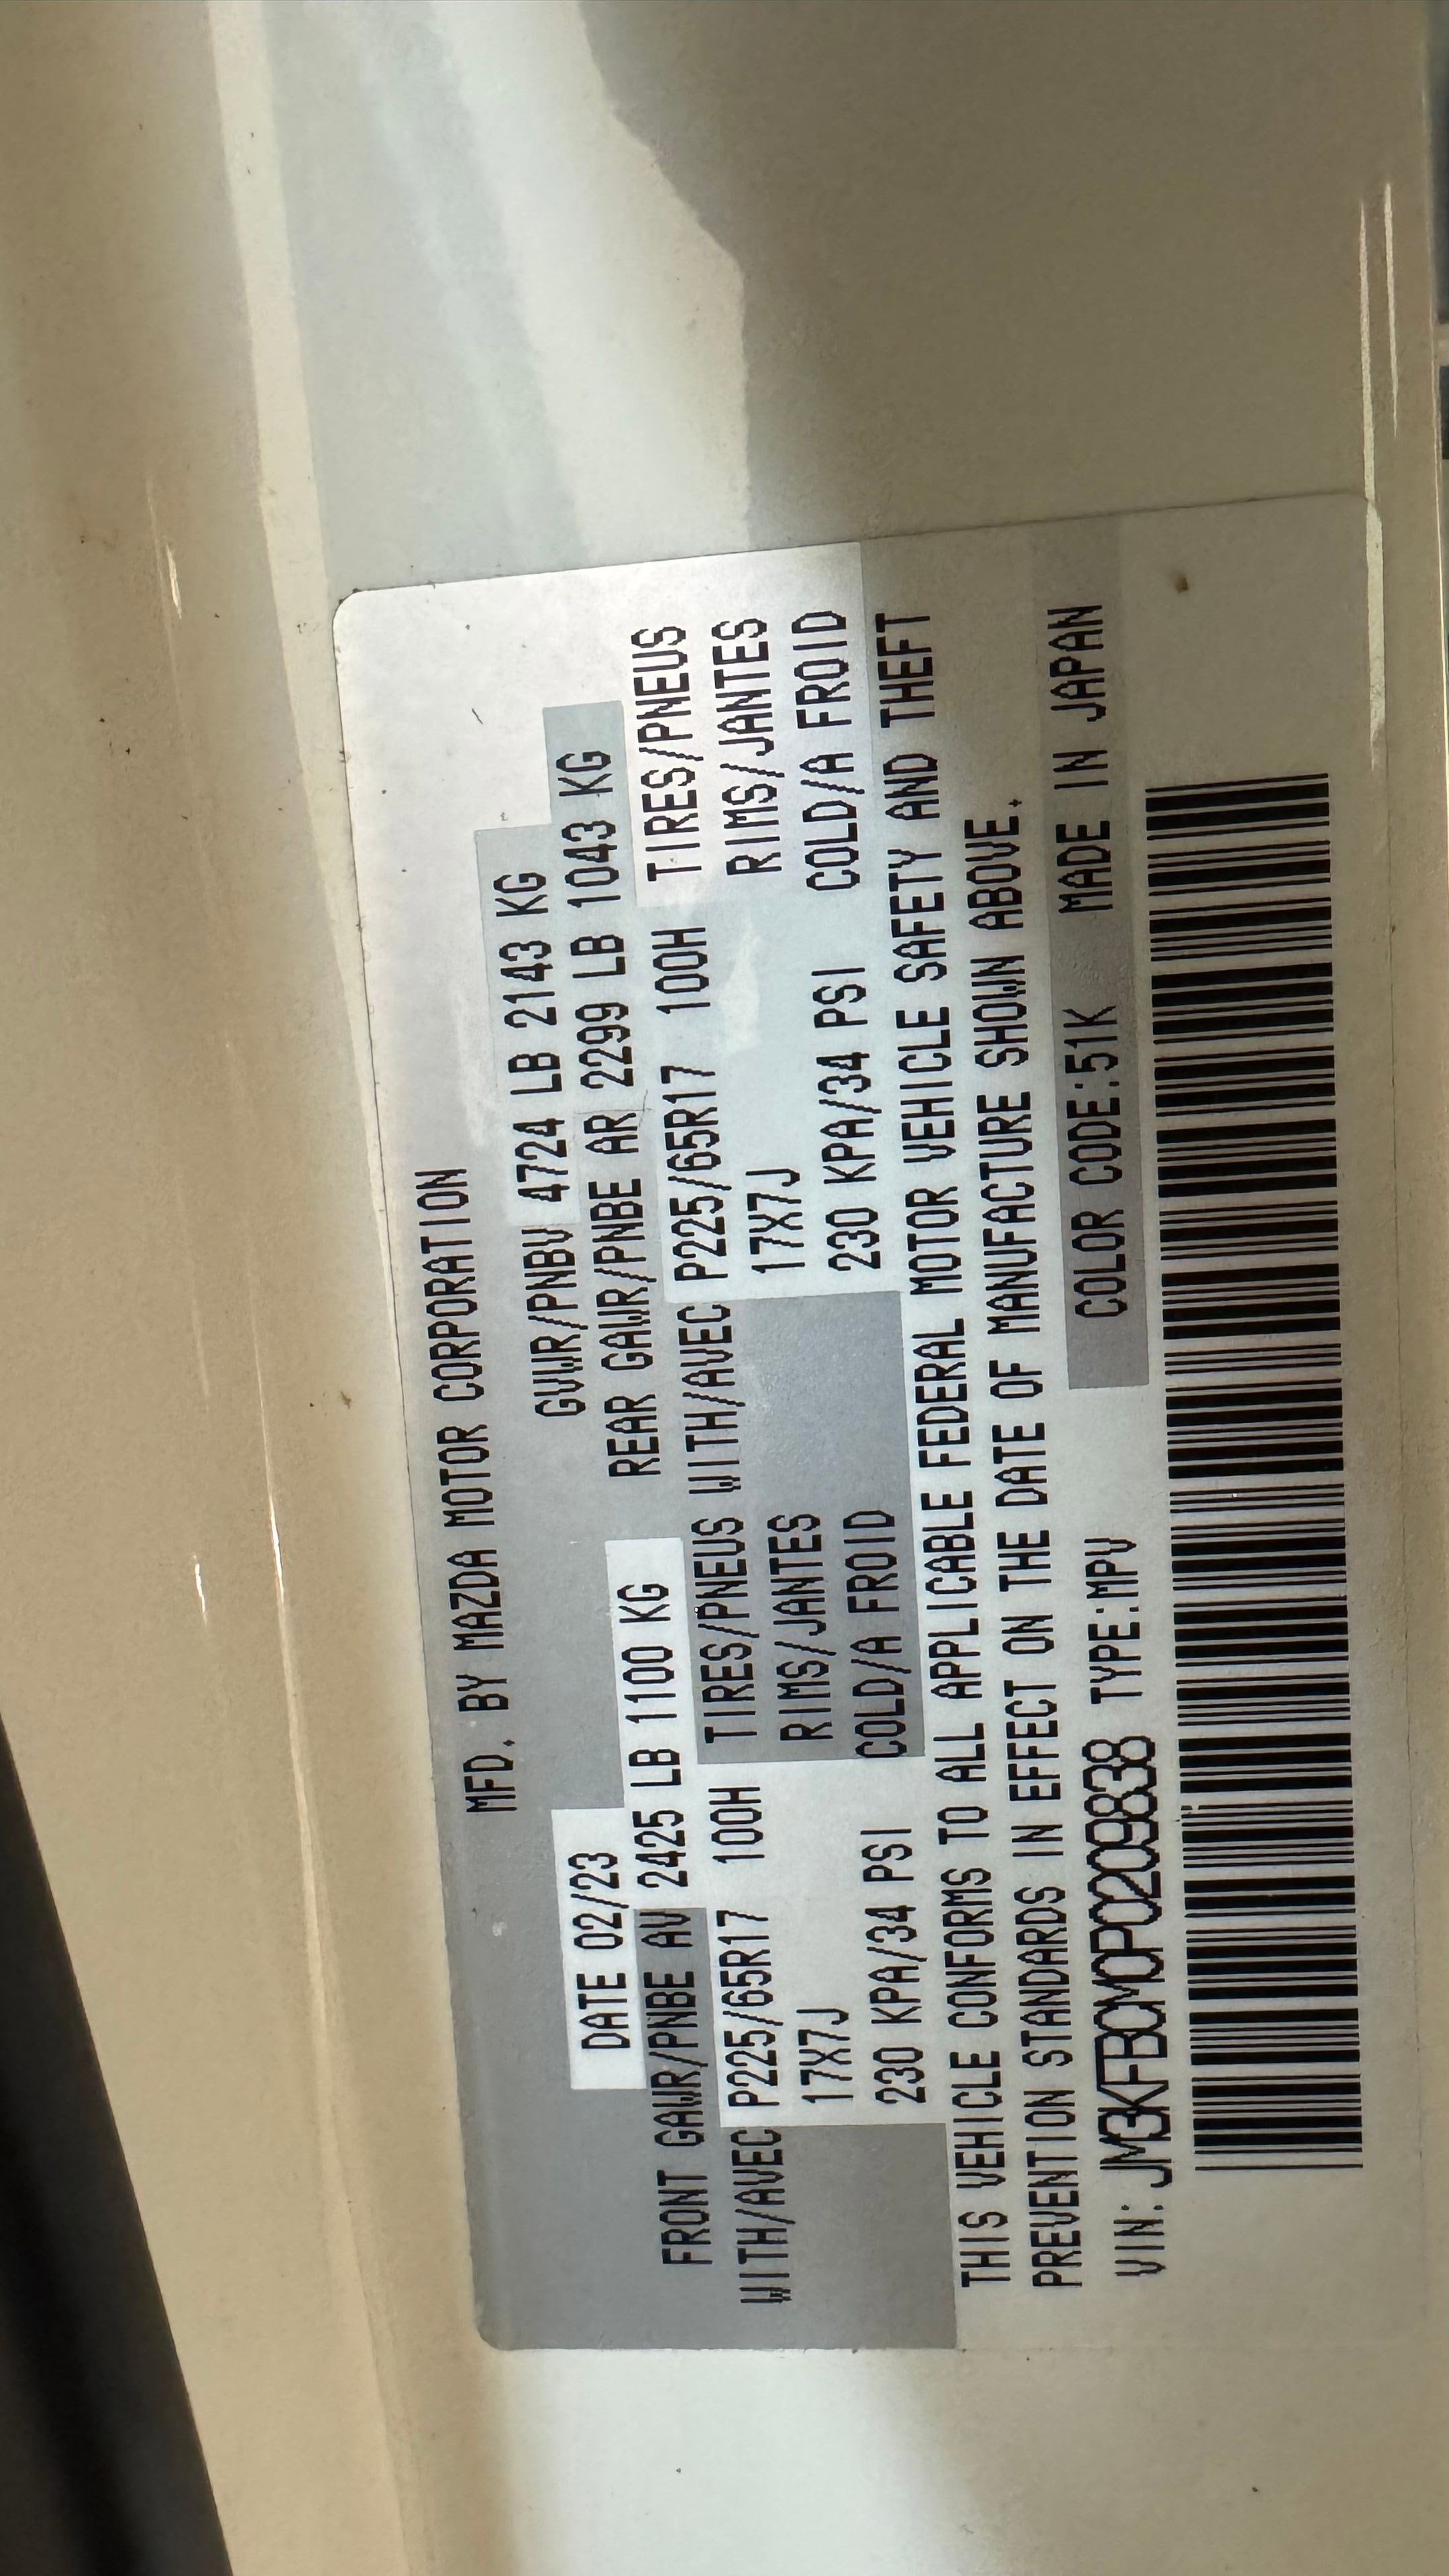 MFD. BY MAZDA MOTOR CORPORATION
DATE 02/23 GVWR/PNBV 4724 LB 2143 KG
FRONT GAWR/PNBE AV 2425 LB 1100 KG REAR GAWR/PNBE AR 2299 LB 1043 KG
WITH/AVEC P225/65R17 100H TIRES/PNEUS WITH/AVEC P225/65R17 100H TIRES/PNEUS
17X7J RIMS/JANTES 17X7J RIMS/JANTES
230 KPA/34 PSI COLD/A FROID 230 KPA/34 PSI COLD/A FROID
THIS VEHICLE CONFORMS TO ALL APPLICABLE FEDERAL MOTOR VEHICLE SAFETY AND THEFT
PREVENTION STANDARDS IN EFFECT ON THE DATE OF MANUFACTURE SHOWN ABOVE.
VIN: JM3KFBCM0P0209838 TYPE:MPV COLOR CODE:51K MADE IN JAPAN